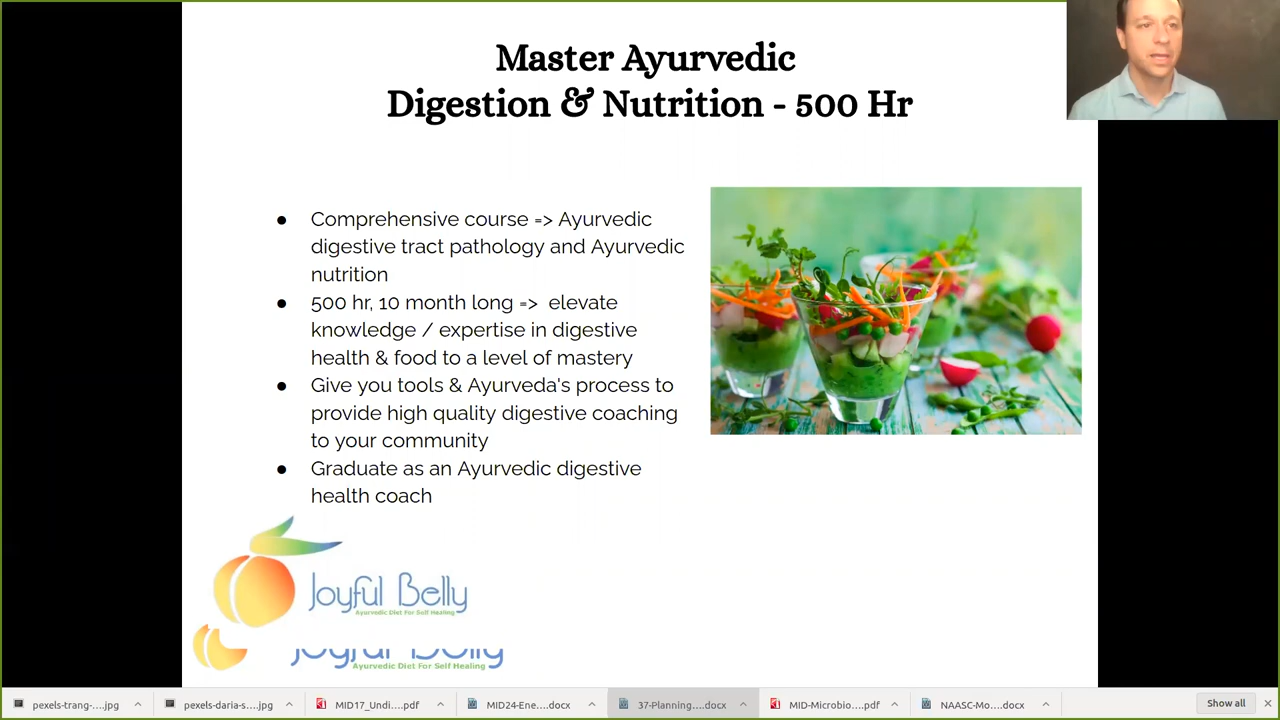 Master Ayurvedic
Digestion & Nutrition - 500 Hr
● Comprehensive course => Ayurvedic
digestive tract pathology and Ayurvedic
nutrition
● 500 hr, 10 month long => elevate
knowledge / expertise in digestive
health & food to a level of mastery
● Give you tools & Ayurveda's process to
provide high quality digestive coaching
to your community
● Graduate as an Ayurvedic digestive
health coach
Joyful Belly
Ayurvedic Diet For Self Healing
Joyful Belly
Ayurvedic Diet For Self Healing
pexels-trang-....jpg
pexels-daria-s....jpg
MID17_Undi....pdf
MID24-Ene....docx
37-Planning....docx
MID-Microbio....pdf
NAASC-Mo....docx
Show all